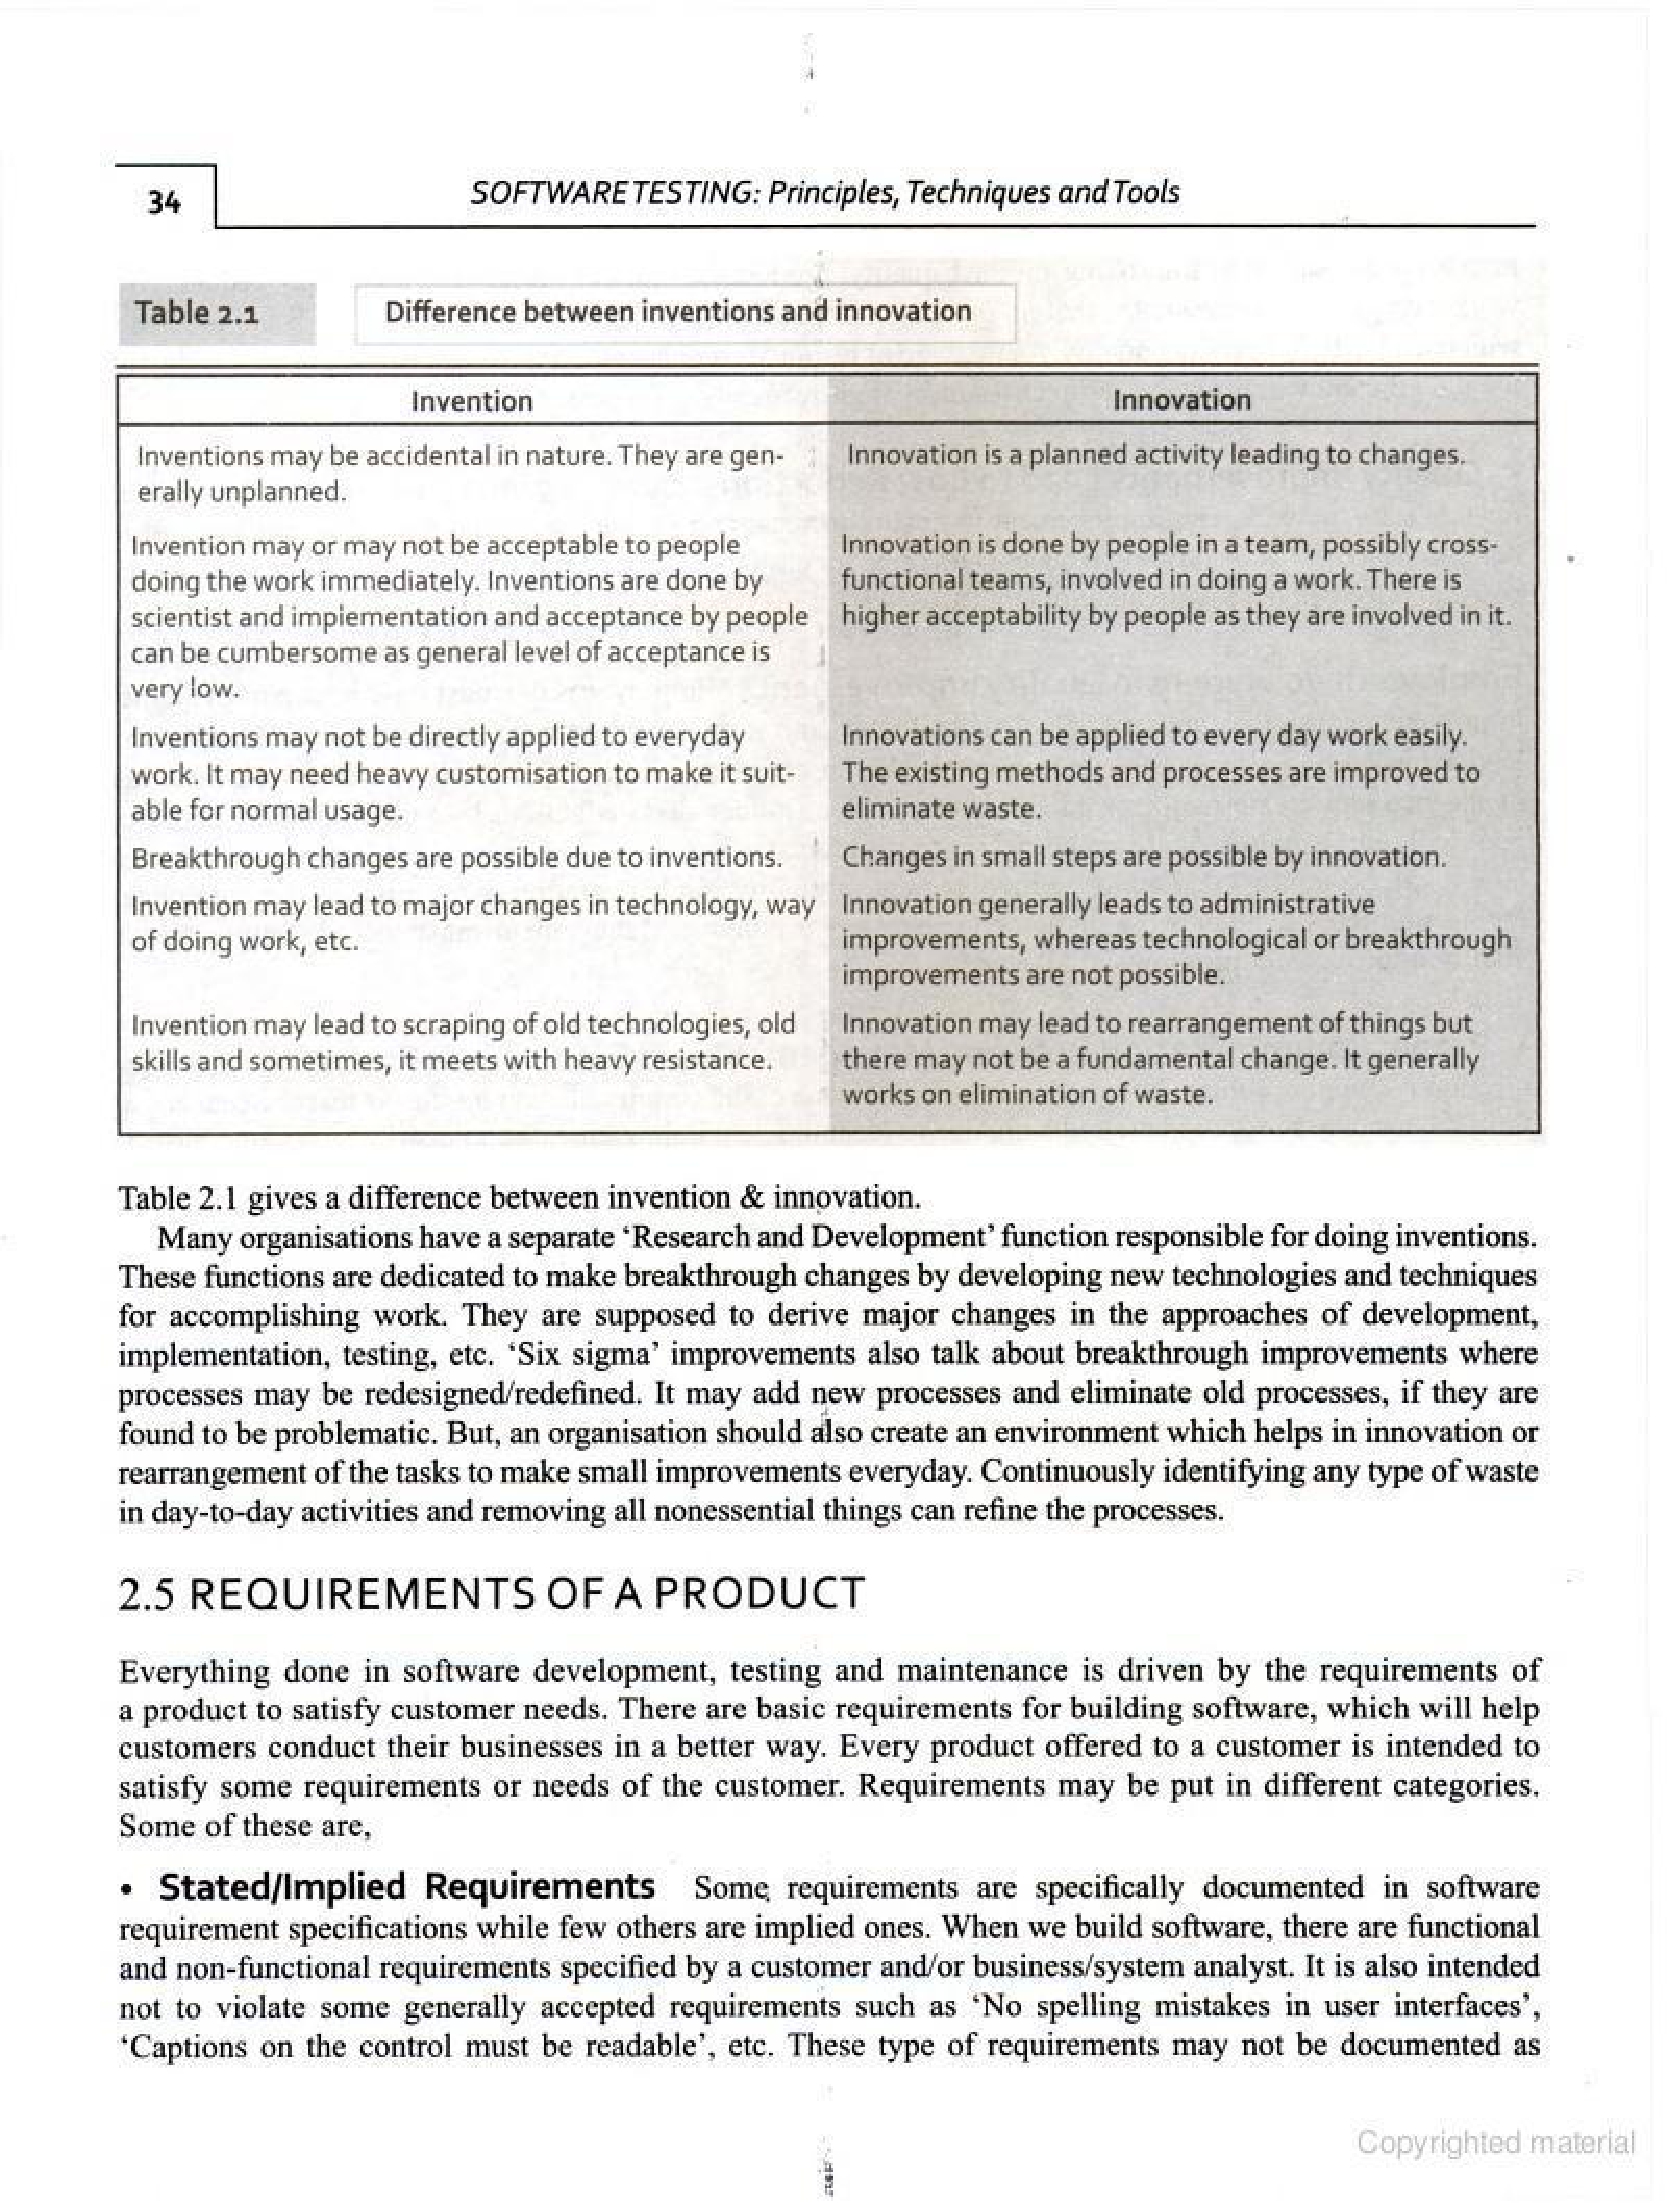 34
SOFTWARE TESTING: Principles, Techniques and Tools
Table 2.1
Difference between inventions and innovation
Invention
Innovation
Inventions may be accidental in nature. They are gen-
erally unplanned.
Innovation is a planned activity leading to changes.
Invention may or may not be acceptable to people
doing the work immediately. Inventions are done by
scientist and implementation and acceptance by people
can be cumbersome as general level of acceptance is
very low.
Innovation is done by people in a team, possibly cross-
functional teams, involved in doing a work. There is
higher acceptability by people as they are involved in it.
Inventions may not be directly applied to everyday
work. It may need heavy customisation to make it suit-
able for normal usage.
Innovations can be applied to every day work easily.
The existing methods and processes are improved to
eliminate waste.
Breakthrough changes are possible due to inventions.
Changes in small steps are possible by innovation.
Invention may lead to major changes in technology, way
of doing work, etc.
Innovation generally leads to administrative
improvements, whereas technological or breakthrough
improvements are not possible.
Invention may lead to scraping of old technologies, old
skills and sometimes, it meets with heavy resistance.
Innovation may lead to rearrangement of things but
there may not be a fundamental change. It generally
works on elimination of waste.
Table 2.1 gives a difference between invention & innovation.
Many organisations have a separate ‘Research and Development’ function responsible for doing inventions.
These functions are dedicated to make breakthrough changes by developing new technologies and techniques
for accomplishing work. They are supposed to derive major changes in the approaches of development,
implementation, testing, etc. ‘Six sigma’ improvements also talk about breakthrough improvements where
processes may be redesigned/redefined. It may add new processes and eliminate old processes, if they are
found to be problematic. But, an organisation should also create an environment which helps in innovation or
rearrangement of the tasks to make small improvements everyday. Continuously identifying any type of waste
in day-to-day activities and removing all nonessential things can refine the processes.
2.5 REQUIREMENTS OF A PRODUCT
Everything done in software development, testing and maintenance is driven by the requirements of
a product to satisfy customer needs. There are basic requirements for building software, which will help
customers conduct their businesses in a better way. Every product offered to a customer is intended to
satisfy some requirements or needs of the customer. Requirements may be put in different categories.
Some of these are,
• Stated/Implied Requirements Some requirements are specifically documented in software
requirement specifications while few others are implied ones. When we build software, there are functional
and non-functional requirements specified by a customer and/or business/system analyst. It is also intended
not to violate some generally accepted requirements such as ‘No spelling mistakes in user interfaces’,
‘Captions on the control must be readable’, etc. These type of requirements may not be documented as
Copyrighted material